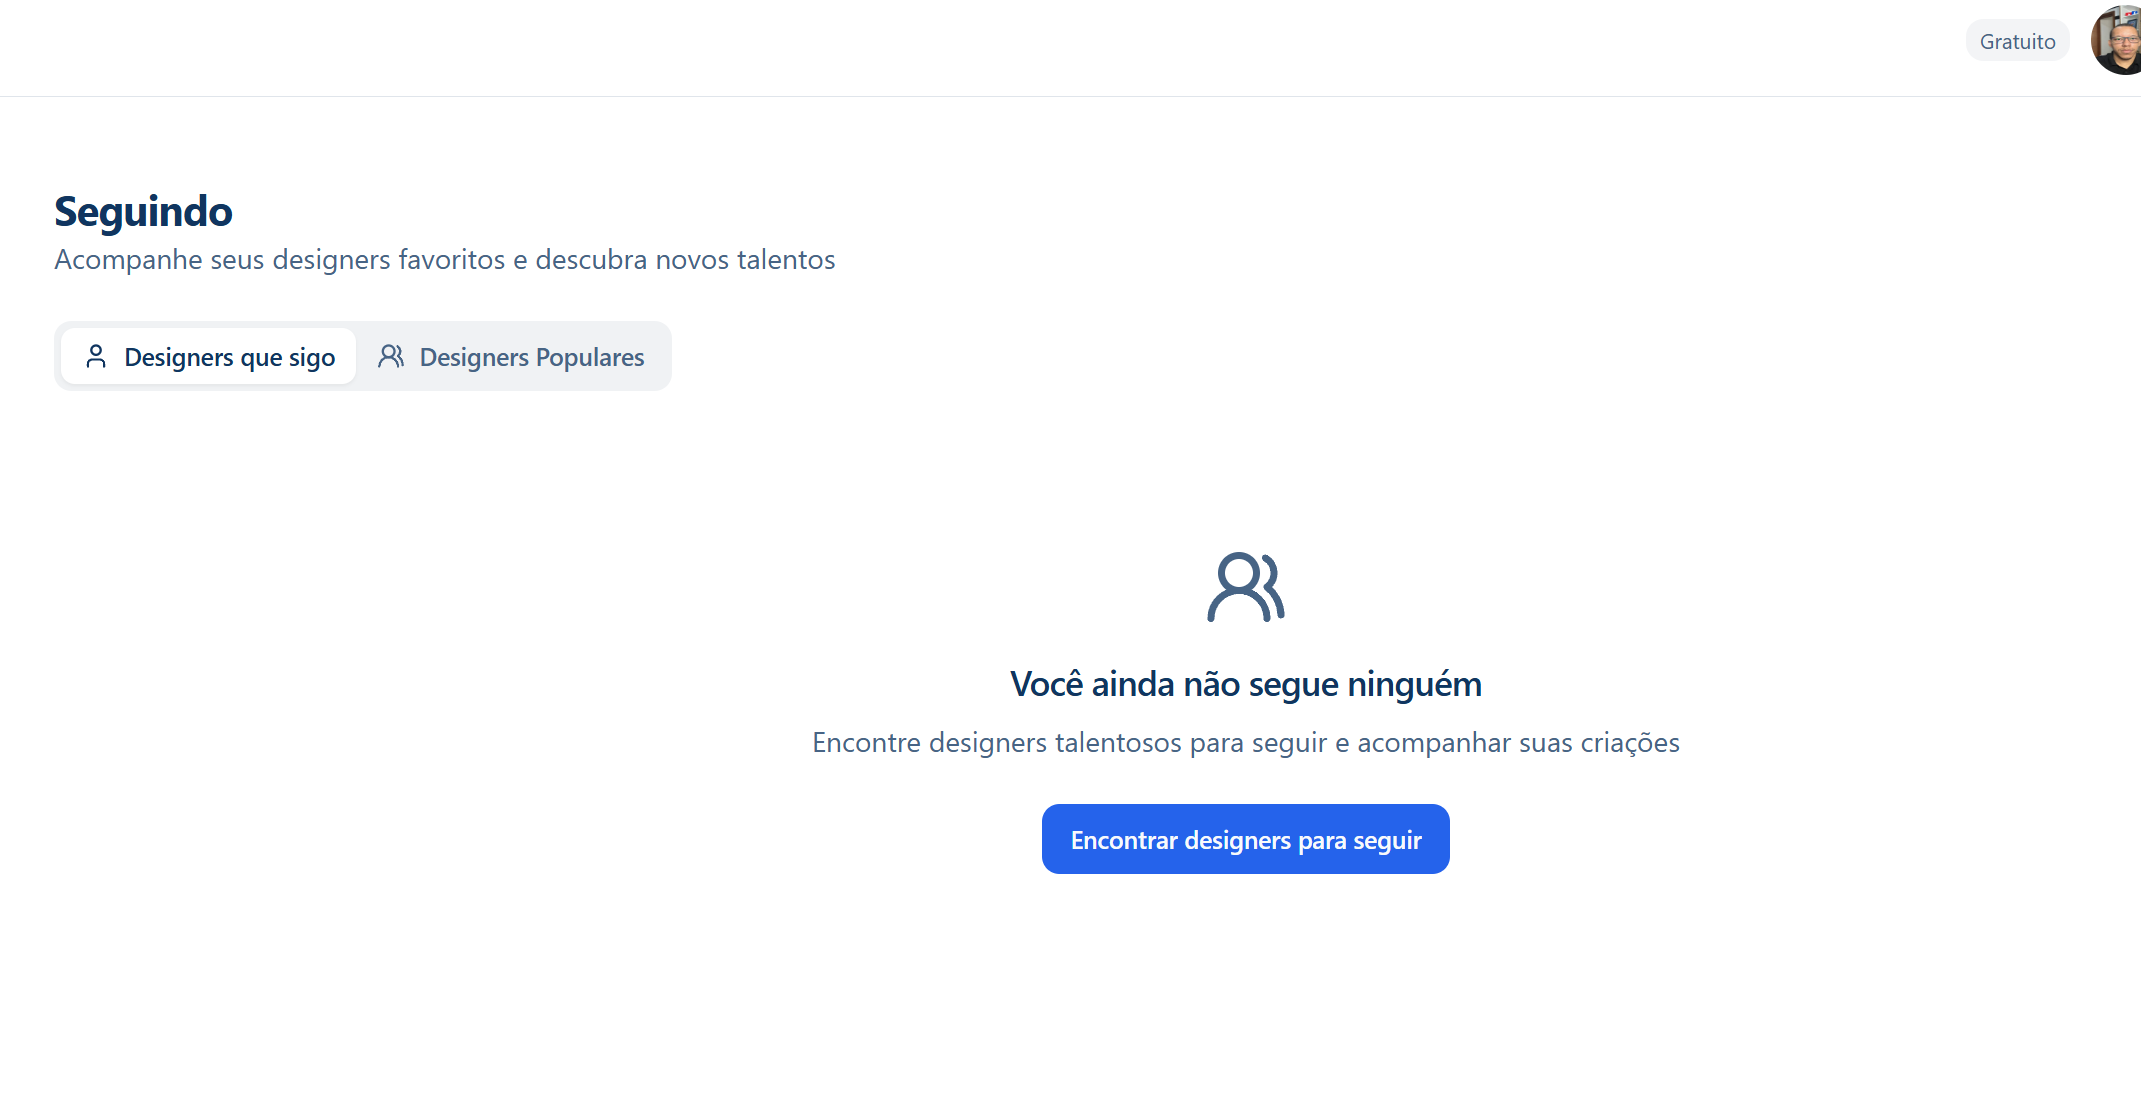 Gratuito
Seguindo
Acompanhe seus designers favoritos e descubra novos talentos
Designers que sigo
Designers Populares
Você ainda não segue ninguém
Encontre designers talentosos para seguir e acompanhar suas criações
Encontrar designers para seguir